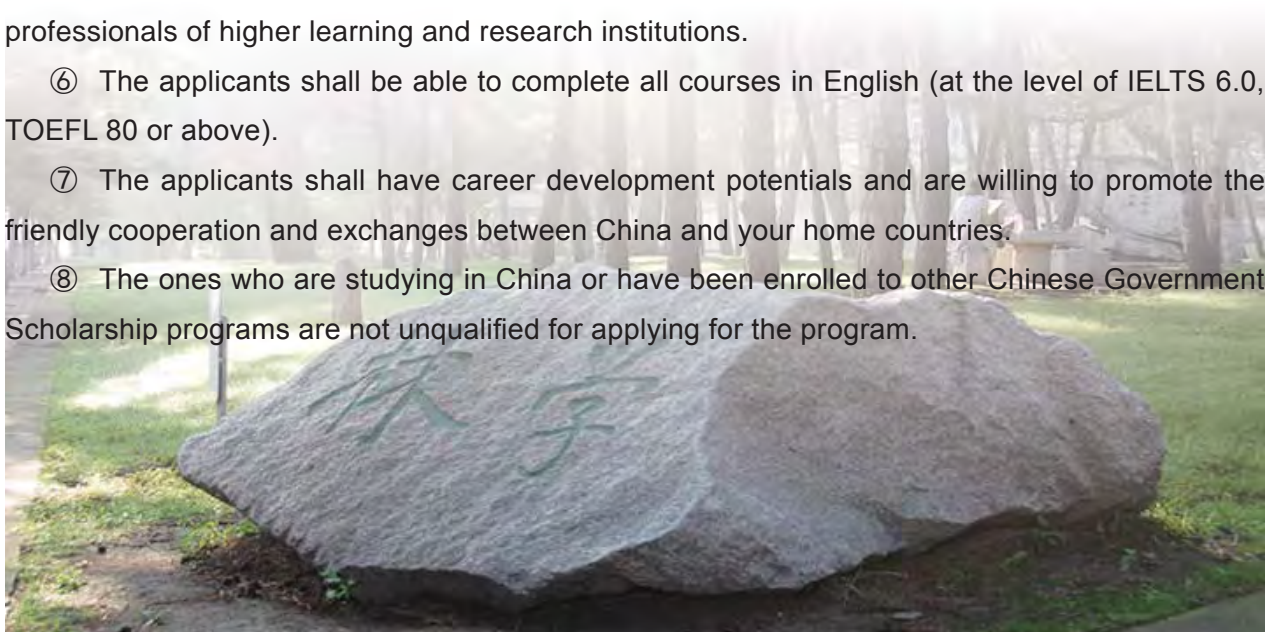 professionals of higher learning and research institutions.
⑥ The applicants shall be able to complete all courses in English (at the level of IELTS 6.0,
TOEFL 80 or above).
⑦ The applicants shall have career development potentials and are willing to promote the
friendly cooperation and exchanges between China and your home countries.
⑧ The ones who are studying in China or have been enrolled to other Chinese Government
Scholarship programs are not unqualified for applying for the program.